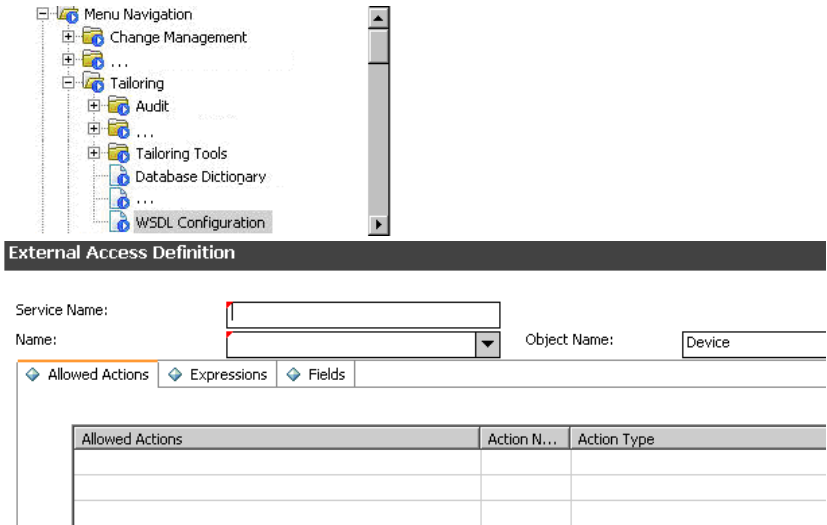 Menu Navigation
Change Management
...
Tailoring
Audit
...
Tailoring Tools
Database Dictionary
...
WSDL Configuration
External Access Definition
Service Name:
Name: Object Name: Device
Allowed Actions Expressions Fields
Allowed Actions Action N... Action Type